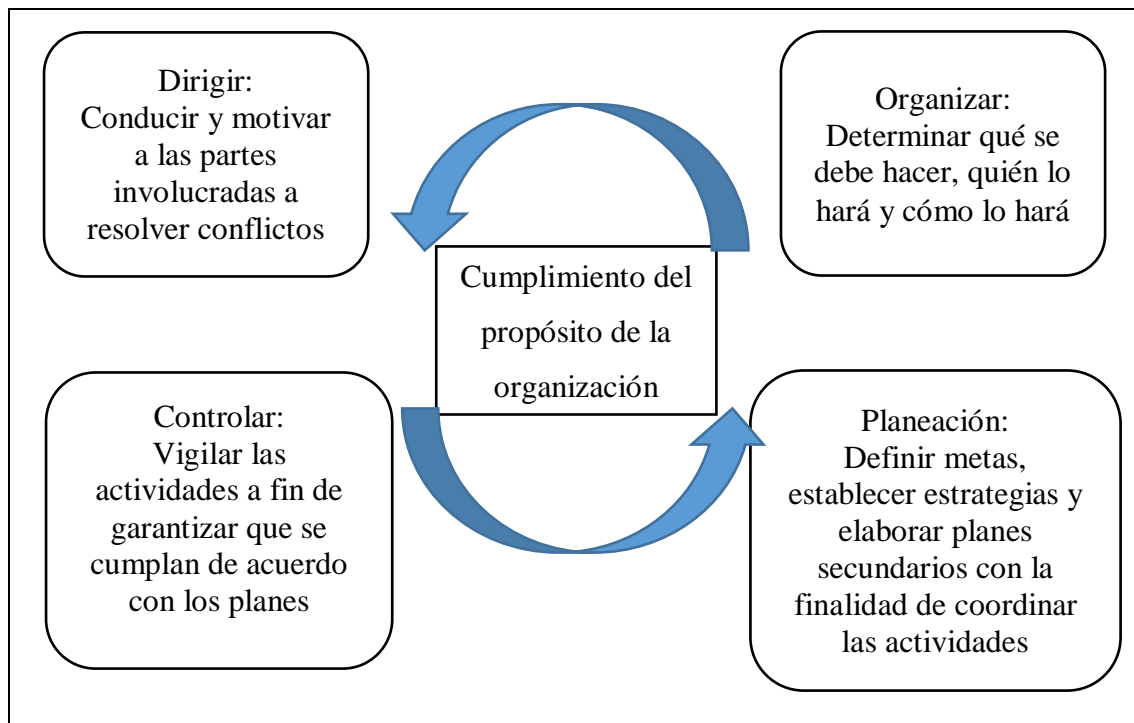 Dirigir:
Conducir y motivar
a las partes
involucradas a
resolver conflictos
Organizar:
Determinar qué se
debe hacer, quién lo
hará y cómo lo hará
Cumplimiento del
propósito de la
organización
Controlar:
Vigilar las
actividades a fin de
garantizar que se
cumplan de acuerdo
con los planes
Planeación:
Definir metas,
establecer estrategias y
elaborar planes
secundarios con la
finalidad de coordinar
las actividades